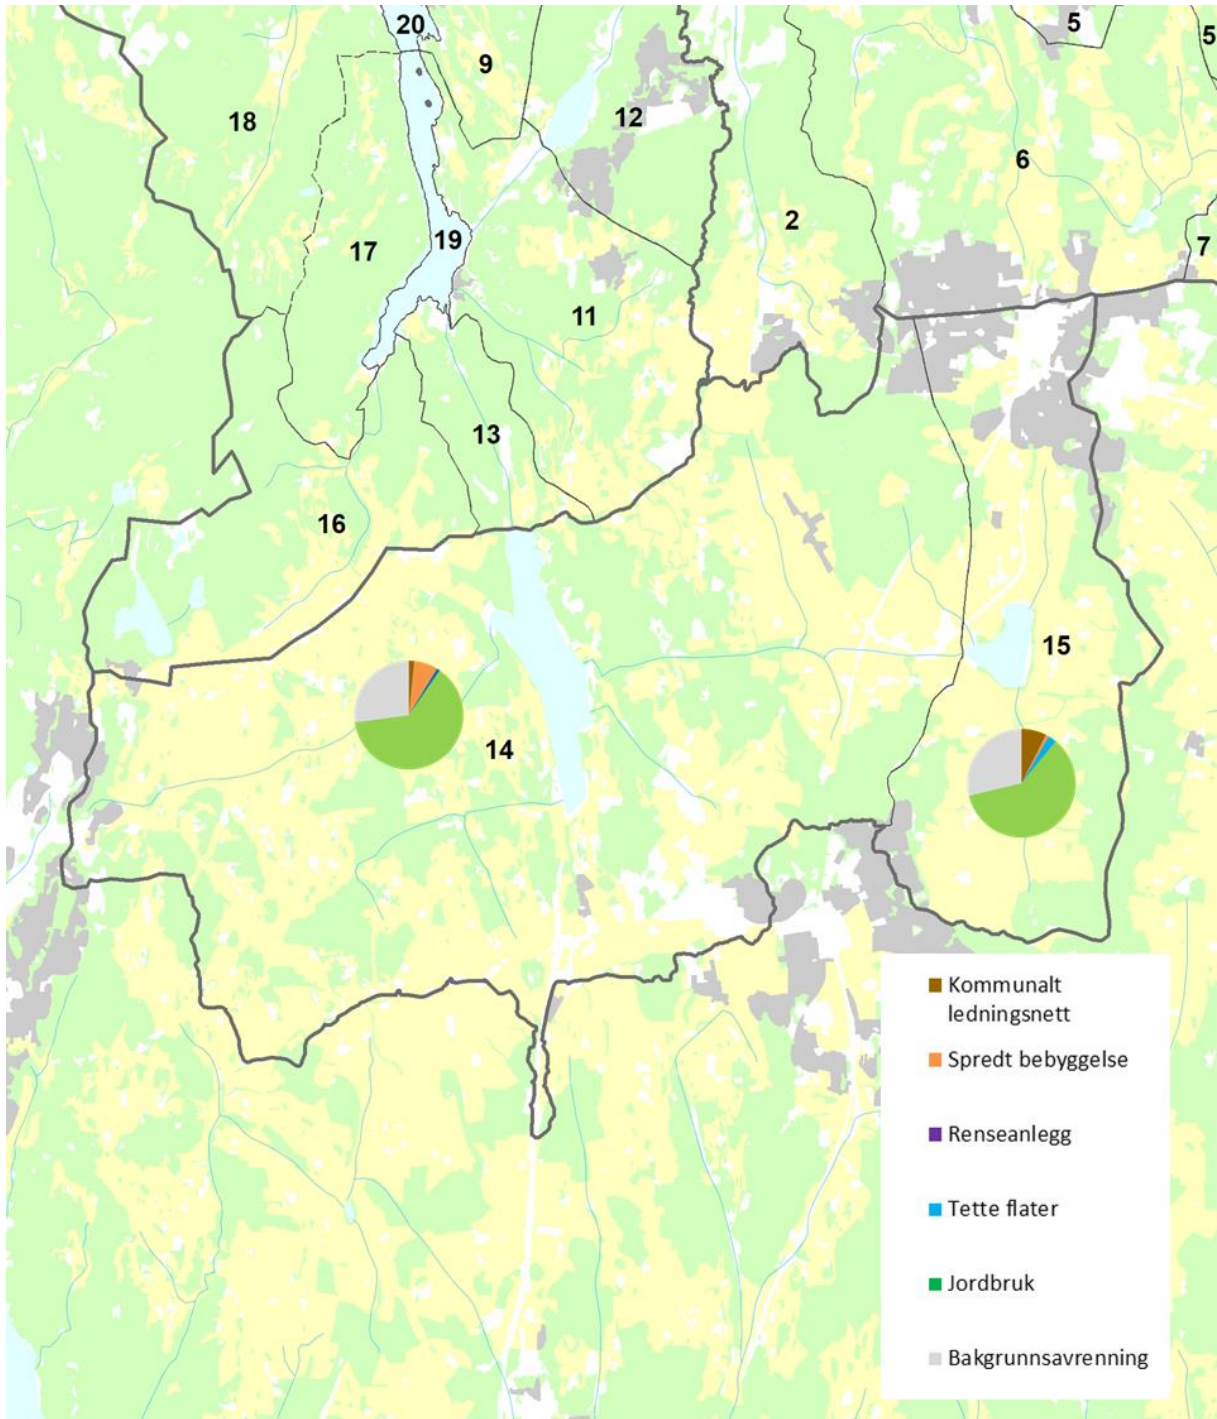 20
5
5
9
12
18
6
2
7
17
19
11
13
16
15
14
Kommunalt
ledningsnett
Spredt bebyggelse
Renseanlegg
Tette flater
Jordbruk
Bakgrunnsavrenning